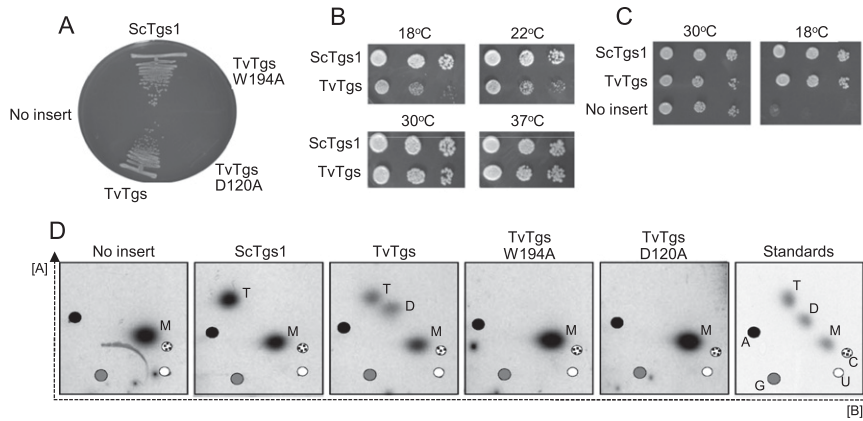 A
ScTgs1
TvTgs
W194A
No insert
TvTgs
D120A
TvTgs
B
18°C
22°C
ScTgs1
TvTgs
30°C
37°C
ScTgs1
TvTgs
C
30°C
18°C
ScTgs1
TvTgs
No insert
D
No insert
ScTgs1
TvTgs
TvTgs
W194A
TvTgs
D120A
Standards
[A]
M
T
M
T
D
M
M
M
T
D
M
A
C
G
U
[B]